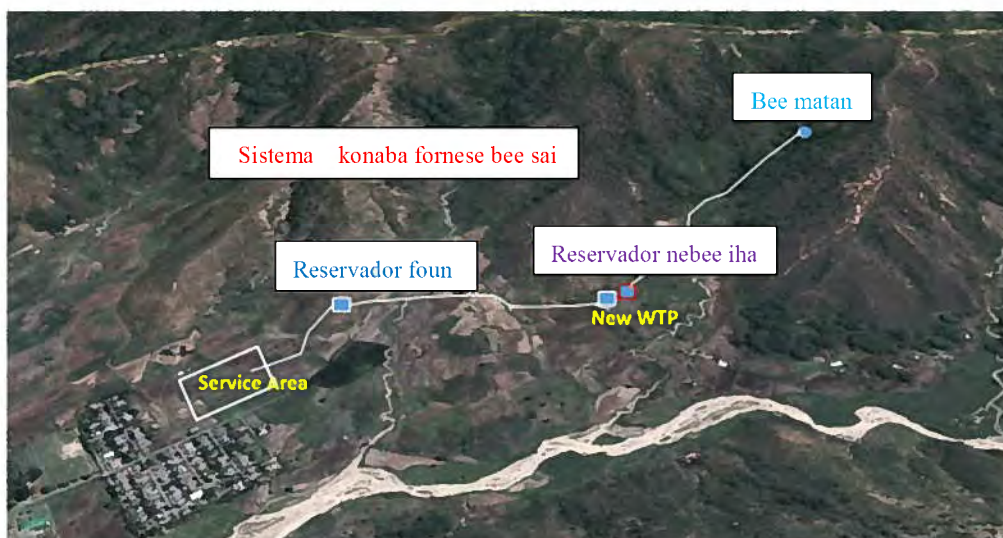 Bee matan
Sistema konaba fornese bee sai
Reservador nebee iha
Reservador foun
New WTP
Service Area